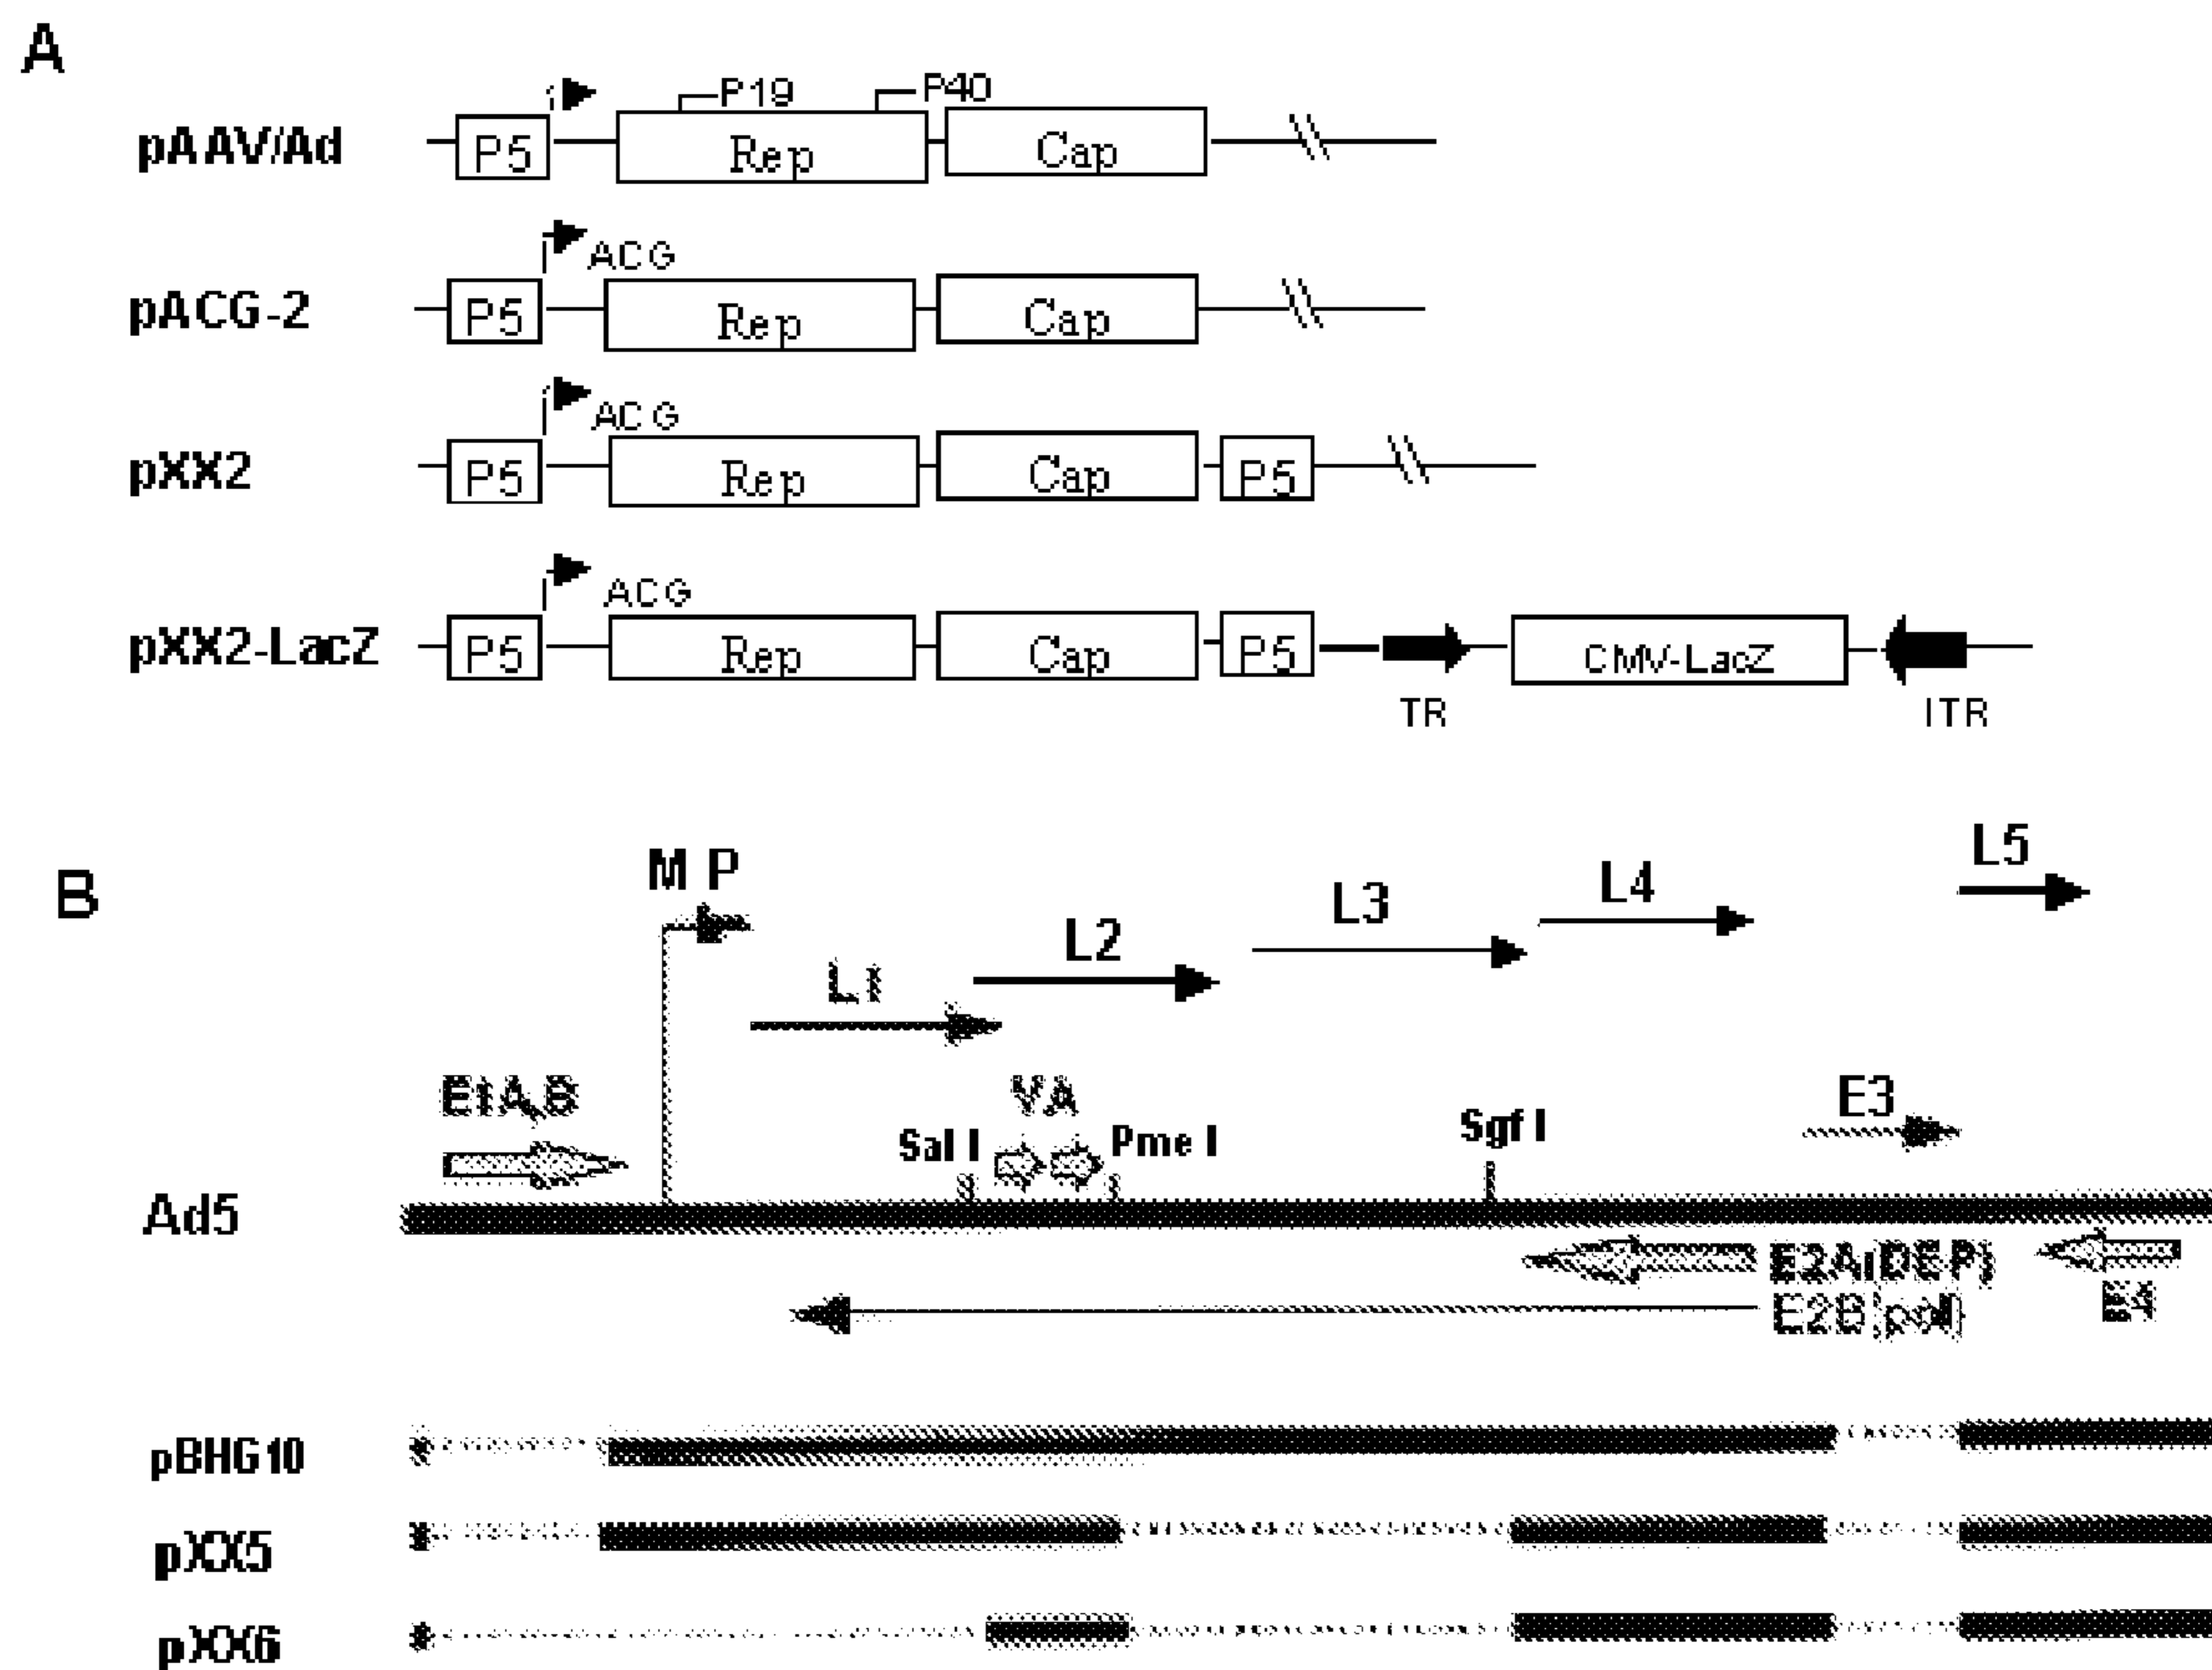 A
P19 P40
pAAV/Ad P5 Rep Cap
ACG
pACG-2 P5 Rep Cap
ACG
pXX2 P5 Rep Cap P5
ACG
pXX2-LacZ P5 Rep Cap P5 CMV-LacZ
TR ITR
B
M P
L1
L2
L3
L4
L5
VA
E3
Sal I
Pme I
Sgf I
Ad5
E4
pBHG10
pXX5
pXX6